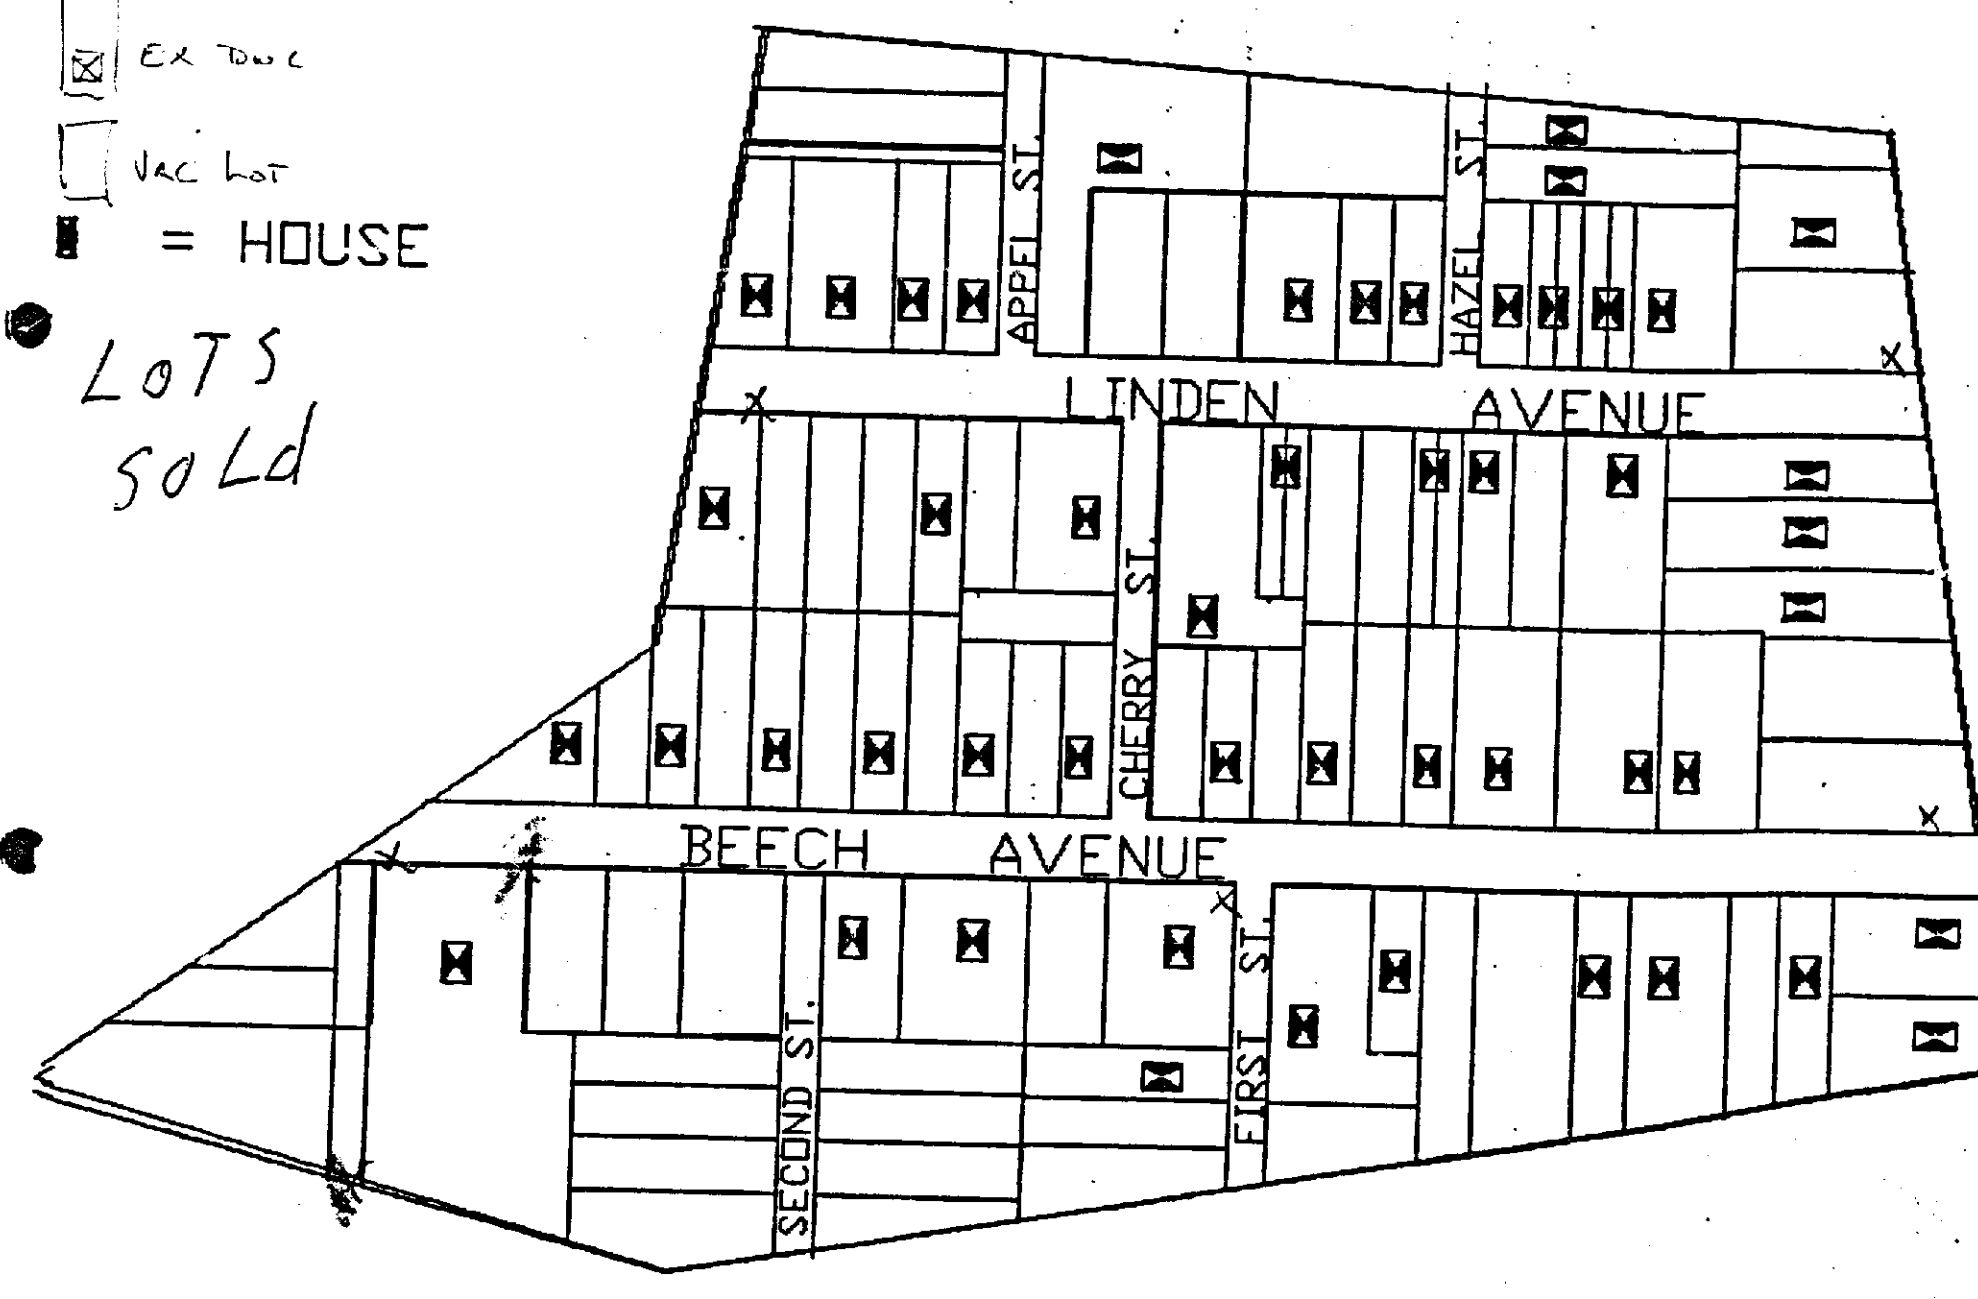 Ex Dwl
VAC LOT
= HOUSE
LOTS
SOLd
APPEL ST.
HAZEL ST.
LINDEN AVENUE
CHERRY ST.
BEECH AVENUE
SECOND ST.
FIRST ST.